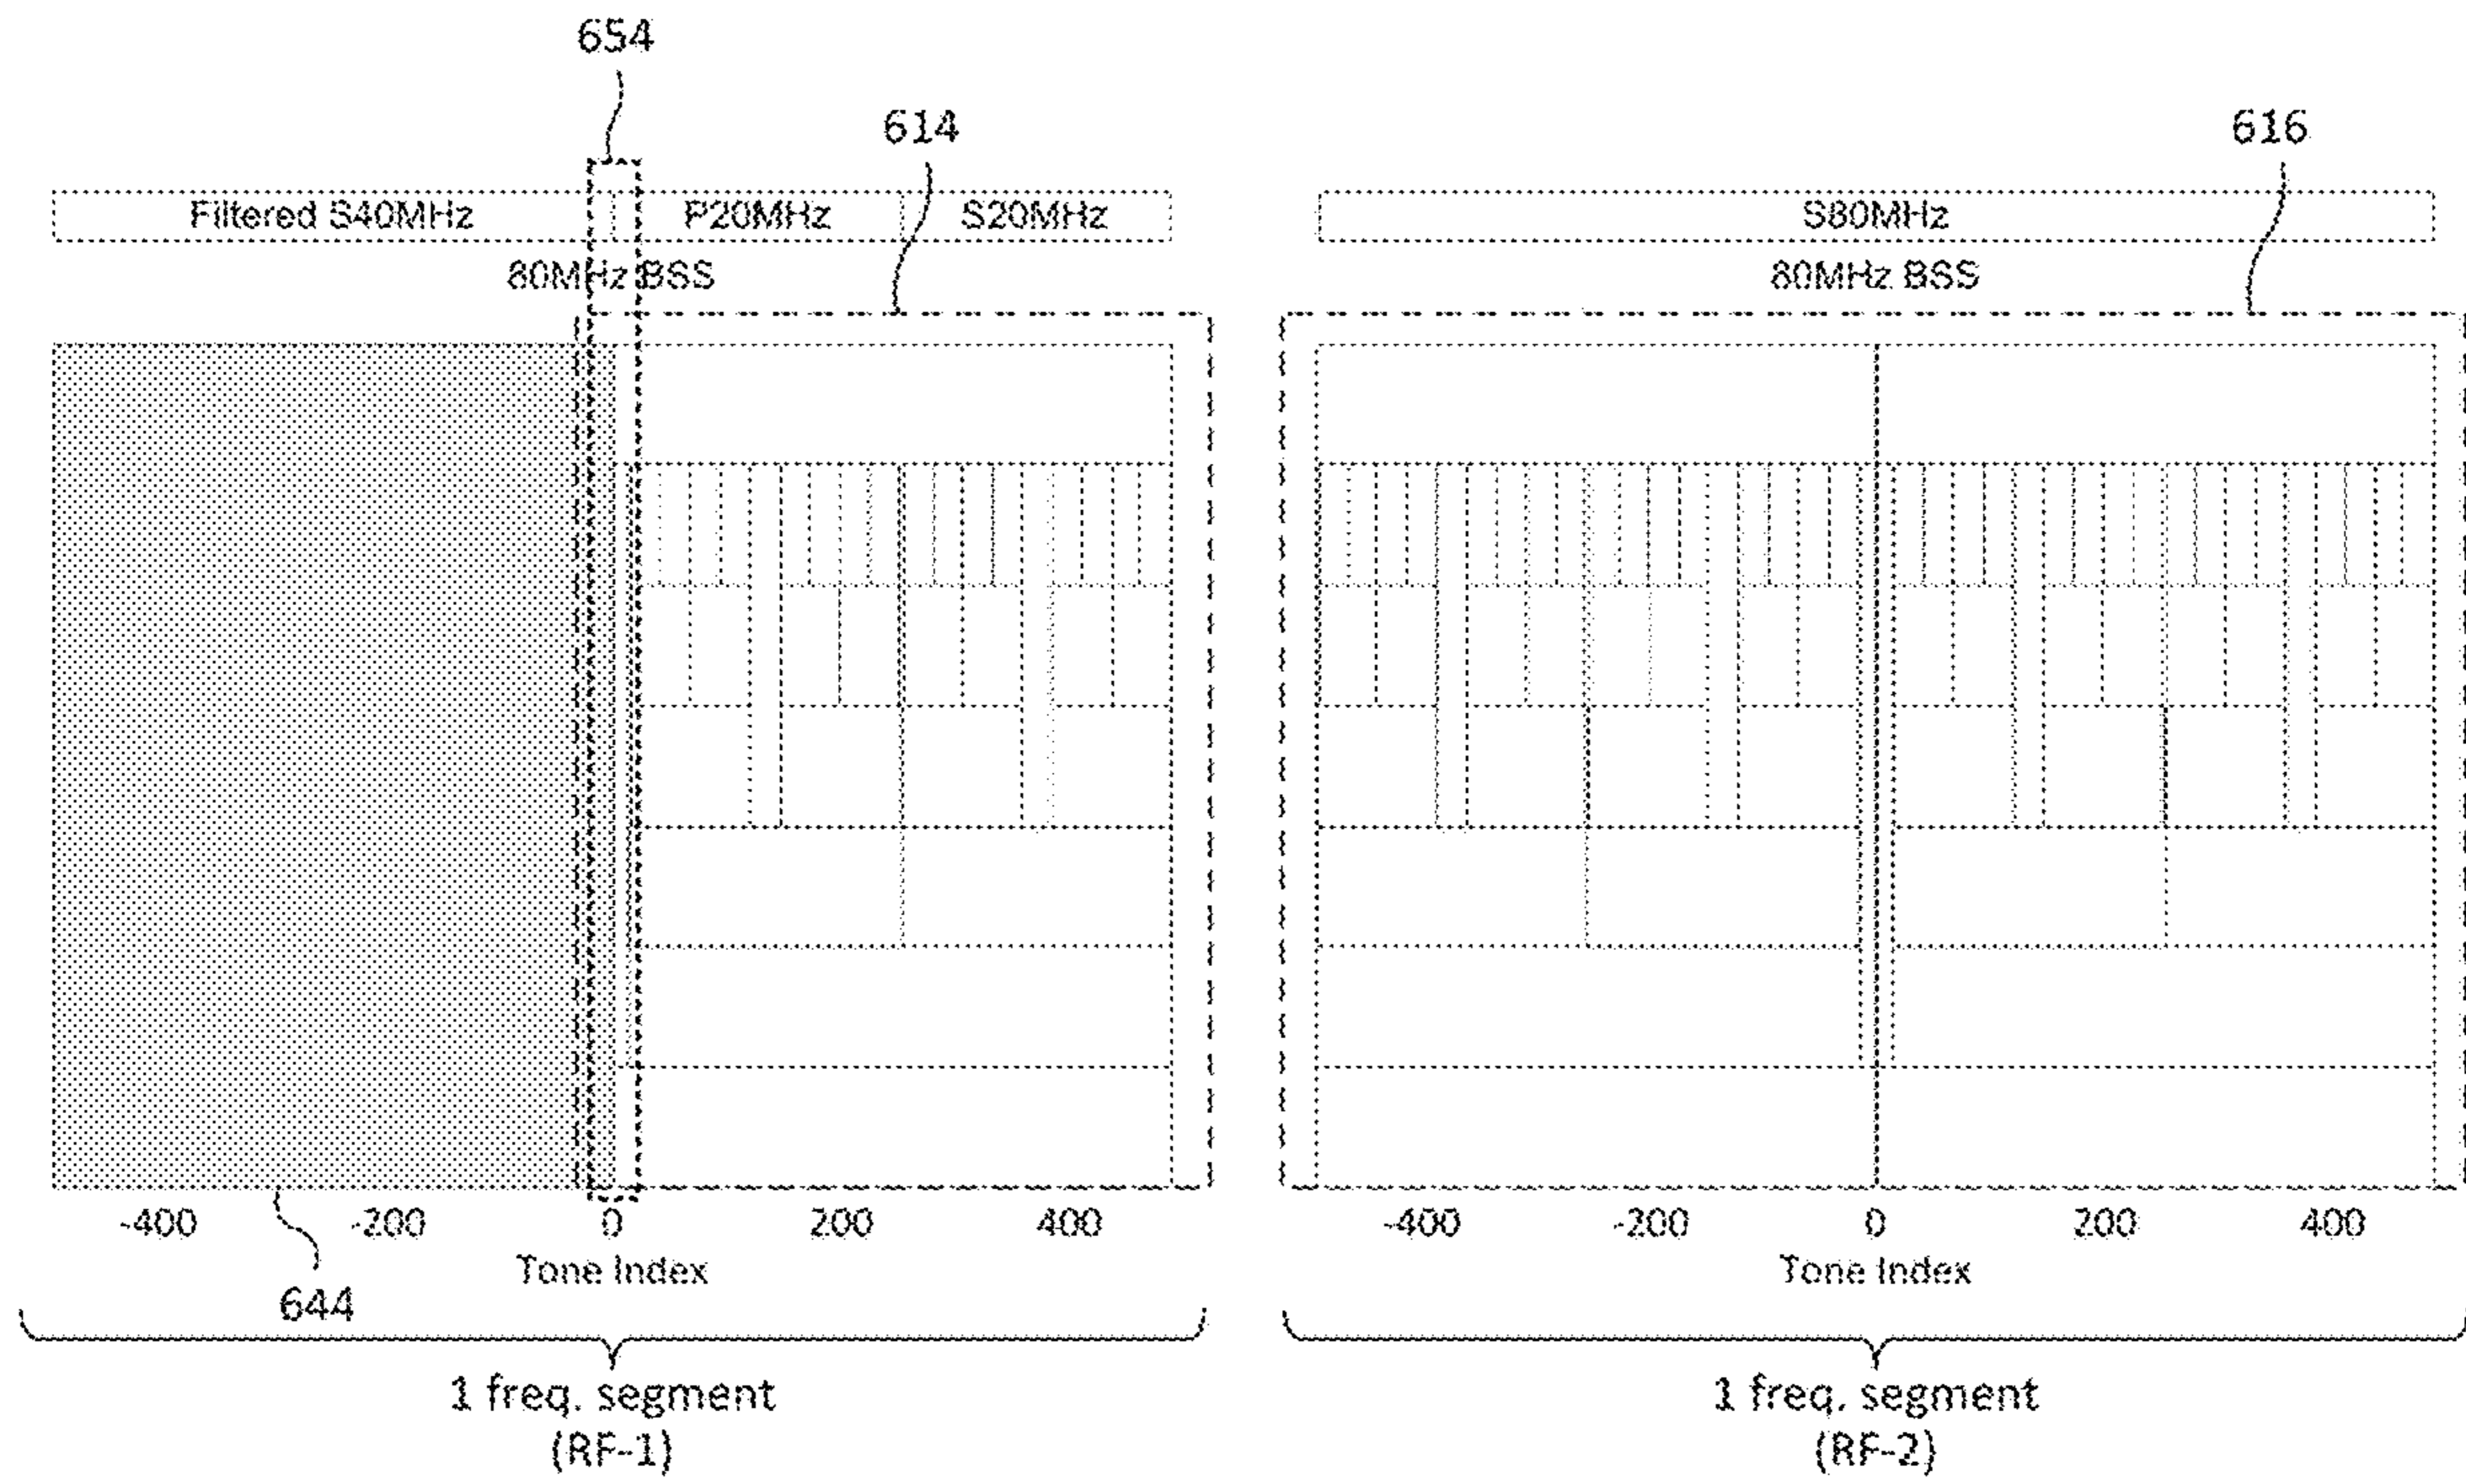 654
614
616
Filtered S40MHz P20MHz S20MHz
S80MHz
80MHz BSS
80MHz BSS
-400 -200 0 200 400
-400 -200 0 200 400
Tone Index
Tone Index
644
1 freq. segment
(RF-1)
1 freq. segment
(RF-2)